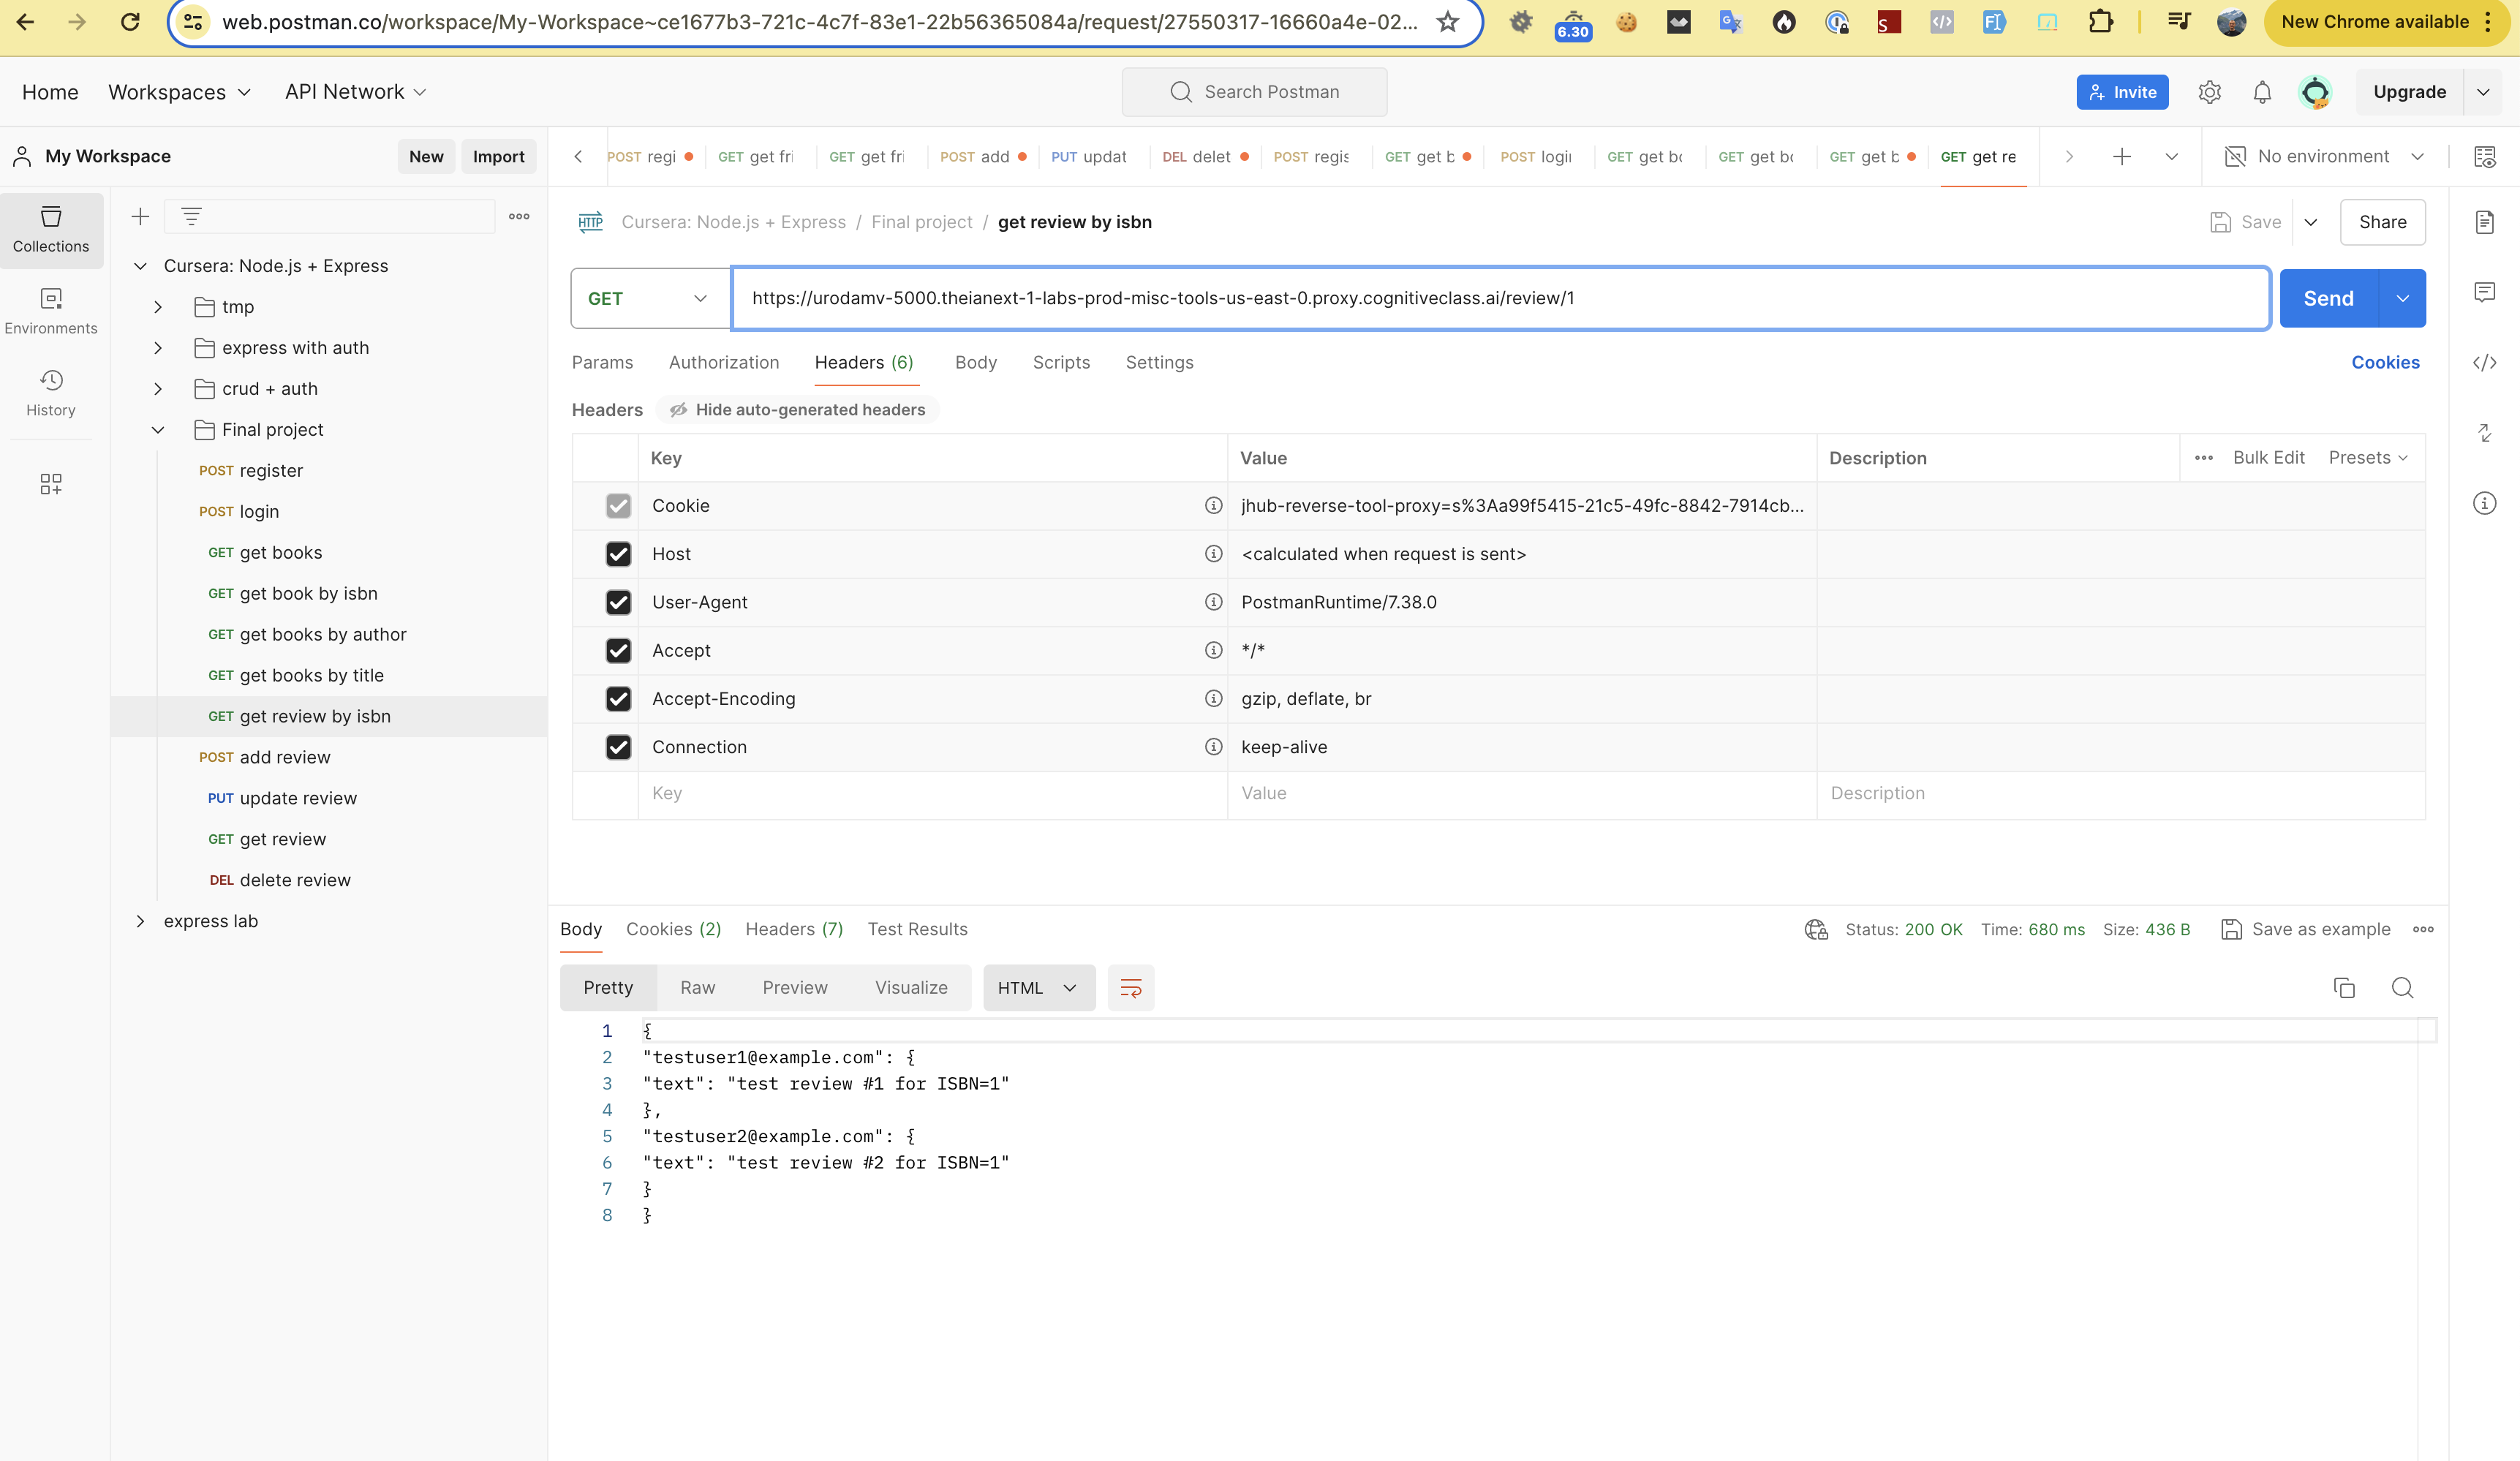 web.postman.co/workspace/My-Workspace~ce1677b3-721c-4c7f-83e1-22b56365084a/request/27550317-16660a4e-02...
6.30
New Chrome available
Home
Workspaces
API Network
Search Postman
Invite
Upgrade
My Workspace
New
Import
POST regi
GET get fri
GET get fri
POST add
PUT updat
DEL delet
POST regis
GET get b
POST logi
GET get b
GET get b
GET get b
GET get re
No environment
Collections
Environments
History
Cursera: Node.js + Express
tmp
express with auth
crud + auth
Final project
POST register
POST login
GET get books
GET get book by isbn
GET get books by author
GET get books by title
GET get review by isbn
POST add review
PUT update review
GET get review
DEL delete review
express lab
HTTP
Cursera: Node.js + Express / Final project / get review by isbn
Save
Share
GET
https://urodamv-5000.theianext-1-labs-prod-misc-tools-us-east-0.proxy.cognitiveclass.ai/review/1
Send
Params
Authorization
Headers (6)
Body
Scripts
Settings
Cookies
Headers
Hide auto-generated headers
Key
Value
Description
Bulk Edit
Presets
Cookie
jhub-reverse-tool-proxy=s%3Aa99f5415-21c5-49fc-8842-7914cb...
Host
<calculated when request is sent>
User-Agent
PostmanRuntime/7.38.0
Accept
*/*
Accept-Encoding
gzip, deflate, br
Connection
keep-alive
Key
Value
Description
Body
Cookies (2)
Headers (7)
Test Results
Status: 200 OK
Time: 680 ms
Size: 436 B
Save as example
Pretty
Raw
Preview
Visualize
HTML
1 {
2 "testuser1@example.com": {
3 "text": "test review #1 for ISBN=1"
4 },
5 "testuser2@example.com": {
6 "text": "test review #2 for ISBN=1"
7 }
8 }